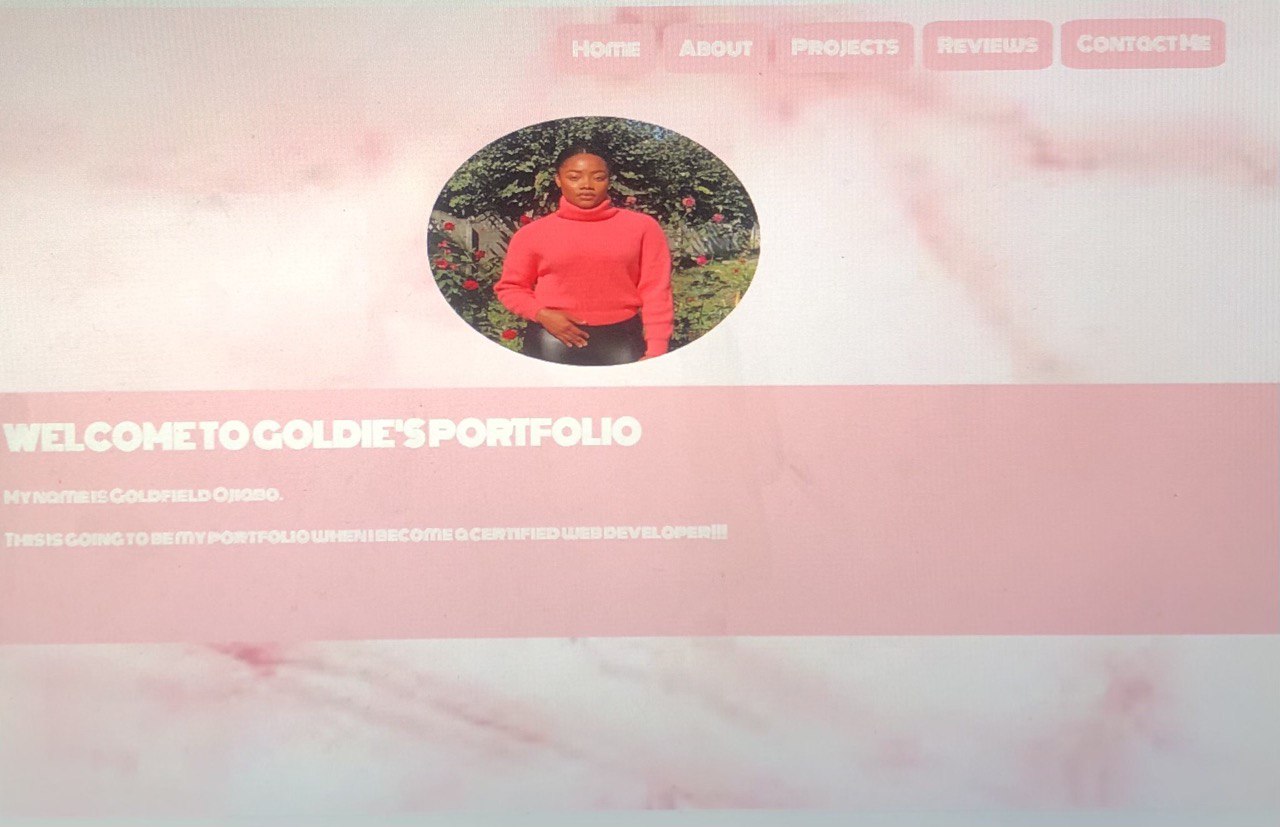 Home About Projects Reviews Contact Me
WELCOME TO GOLDIE'S PORTFOLIO
My name is Goldfield Ojiabo.
This is going to be my portfolio when I become a certified web developer!!!